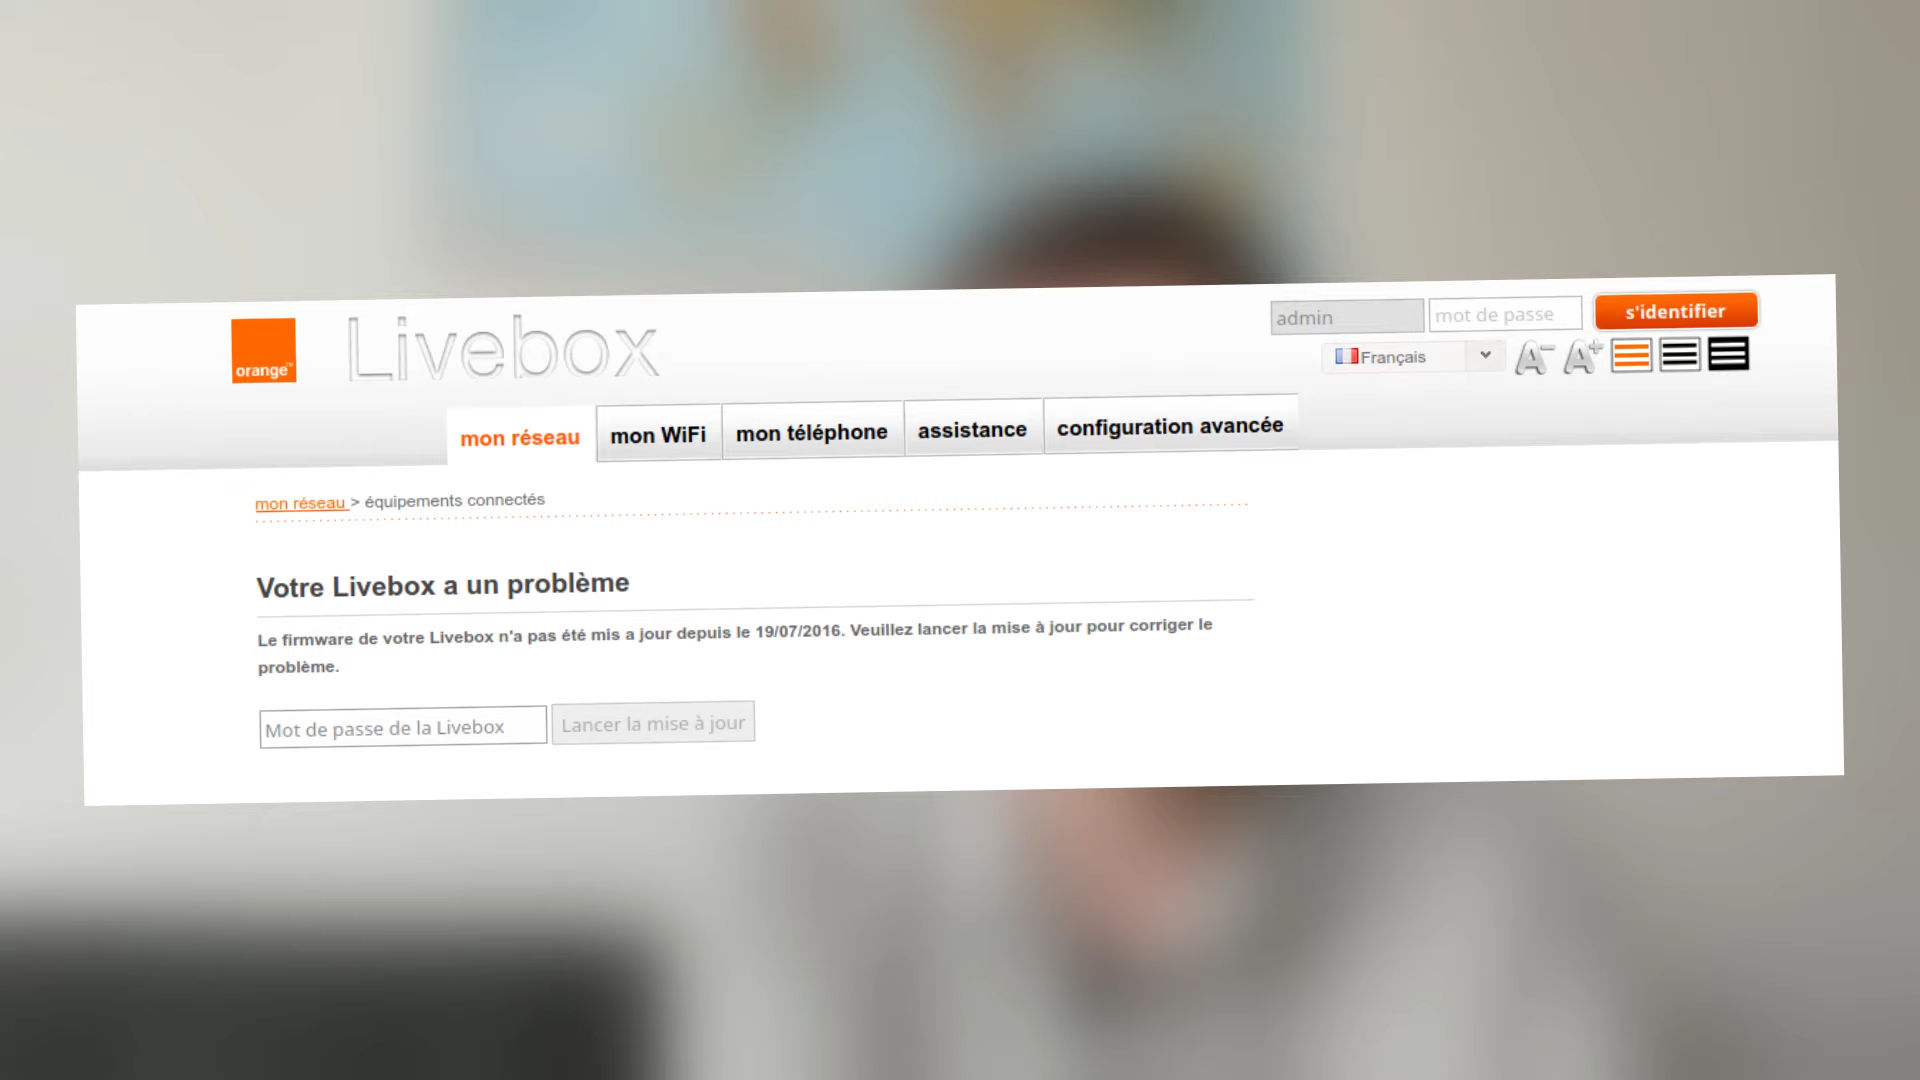 orange™
Livebox
admin
mot de passe
s'identifier
Français
A-
A+
mon réseau
mon WiFi
mon téléphone
assistance
configuration avancée
mon réseau > équipements connectés
Votre Livebox a un problème
Le firmware de votre Livebox n'a pas été mis a jour depuis le 19/07/2016. Veuillez lancer la mise à jour pour corriger le
problème.
Mot de passe de la Livebox
Lancer la mise à jour